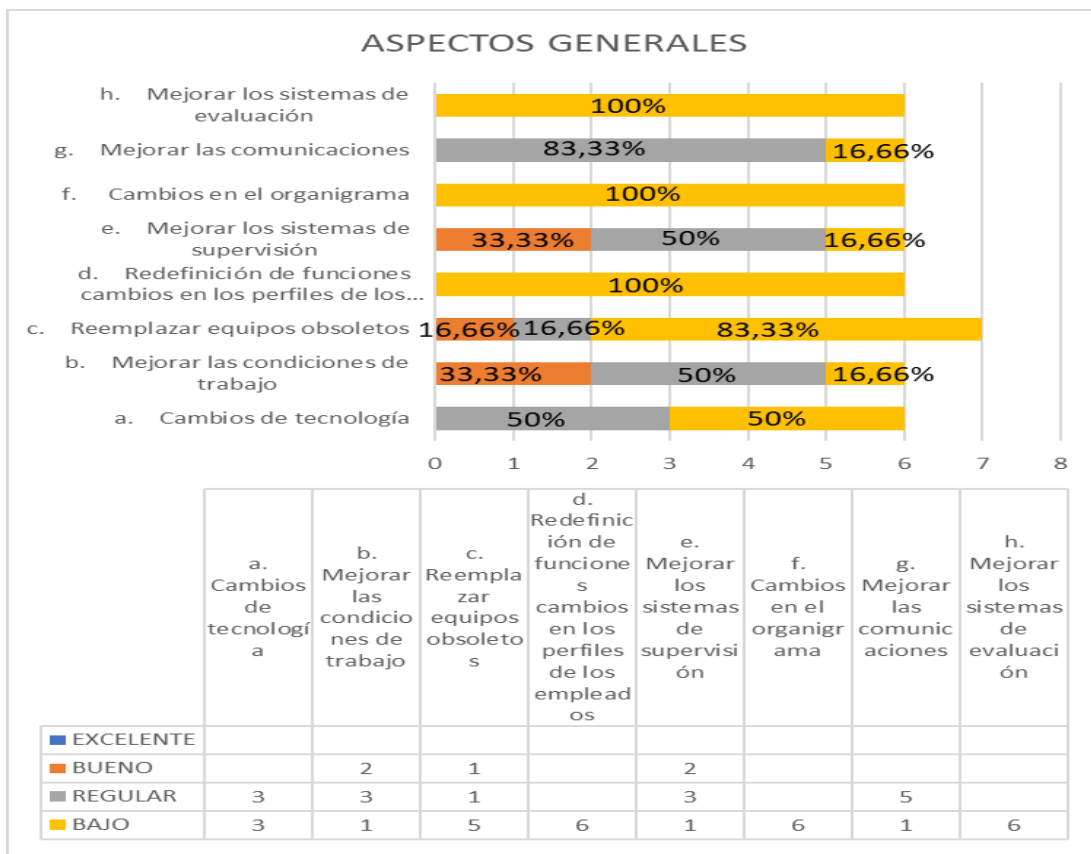 ASPECTOS GENERALES
h. Mejorar los sistemas de
evaluación
100%
g. Mejorar las comunicaciones
83,33% 16,66%
f. Cambios en el organigrama
100%
e. Mejorar los sistemas de
supervisión
33,33% 50% 16,66%
d. Redefinición de funciones
cambios en los perfiles de los...
100%
c. Reemplazar equipos obsoletos
16,66% 16,66% 83,33%
b. Mejorar las condiciones de
trabajo
33,33% 50% 16,66%
a. Cambios de tecnología
50% 50%
0 1 2 3 4 5 6 7 8
a.
Cambios
de
tecnologí
a
b.
Mejorar
las
condicio
nes de
trabajo
c.
Reempla
zar
equipos
obsoleto
s
d.
Redefinic
ión de
funcione
s
cambios
en los
perfiles
de los
emplead
os
e.
Mejorar
los
sistemas
de
supervisi
ón
f.
Cambios
en el
organigr
ama
g.
Mejorar
las
comunic
aciones
h.
Mejorar
los
sistemas
de
evaluaci
ón
EXCELENTE
BUENO 2 1 2
REGULAR 3 3 1 3 5
BAJO 3 1 5 6 1 6 1 6